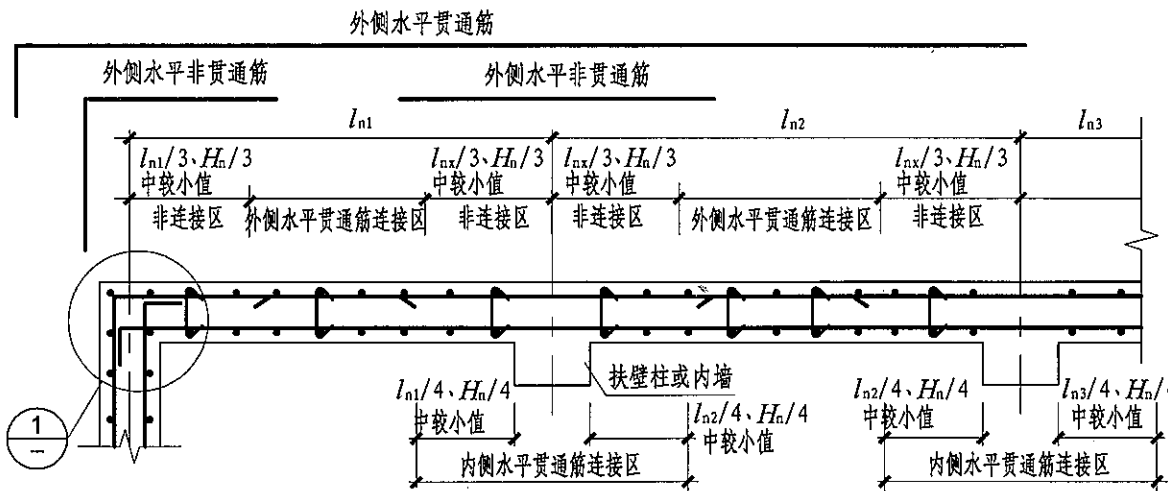 外侧水平贯通筋
外侧水平非贯通筋 外侧水平非贯通筋
ln1 ln2 ln3
ln1/3、Hn/3 lnx/3、Hn/3 lnx/3、Hn/3 lnx/3、Hn/3
中较小值 中较小值 中较小值 中较小值
非连接区 外侧水平贯通筋连接区 非连接区 非连接区 外侧水平贯通筋连接区 非连接区
扶壁柱或内墙
ln1/4、Hn/4 ln2/4、Hn/4 ln2/4、Hn/4 ln3/4、Hn/4
中较小值 中较小值 中较小值 中较小值
内侧水平贯通筋连接区 内侧水平贯通筋连接区
1
–